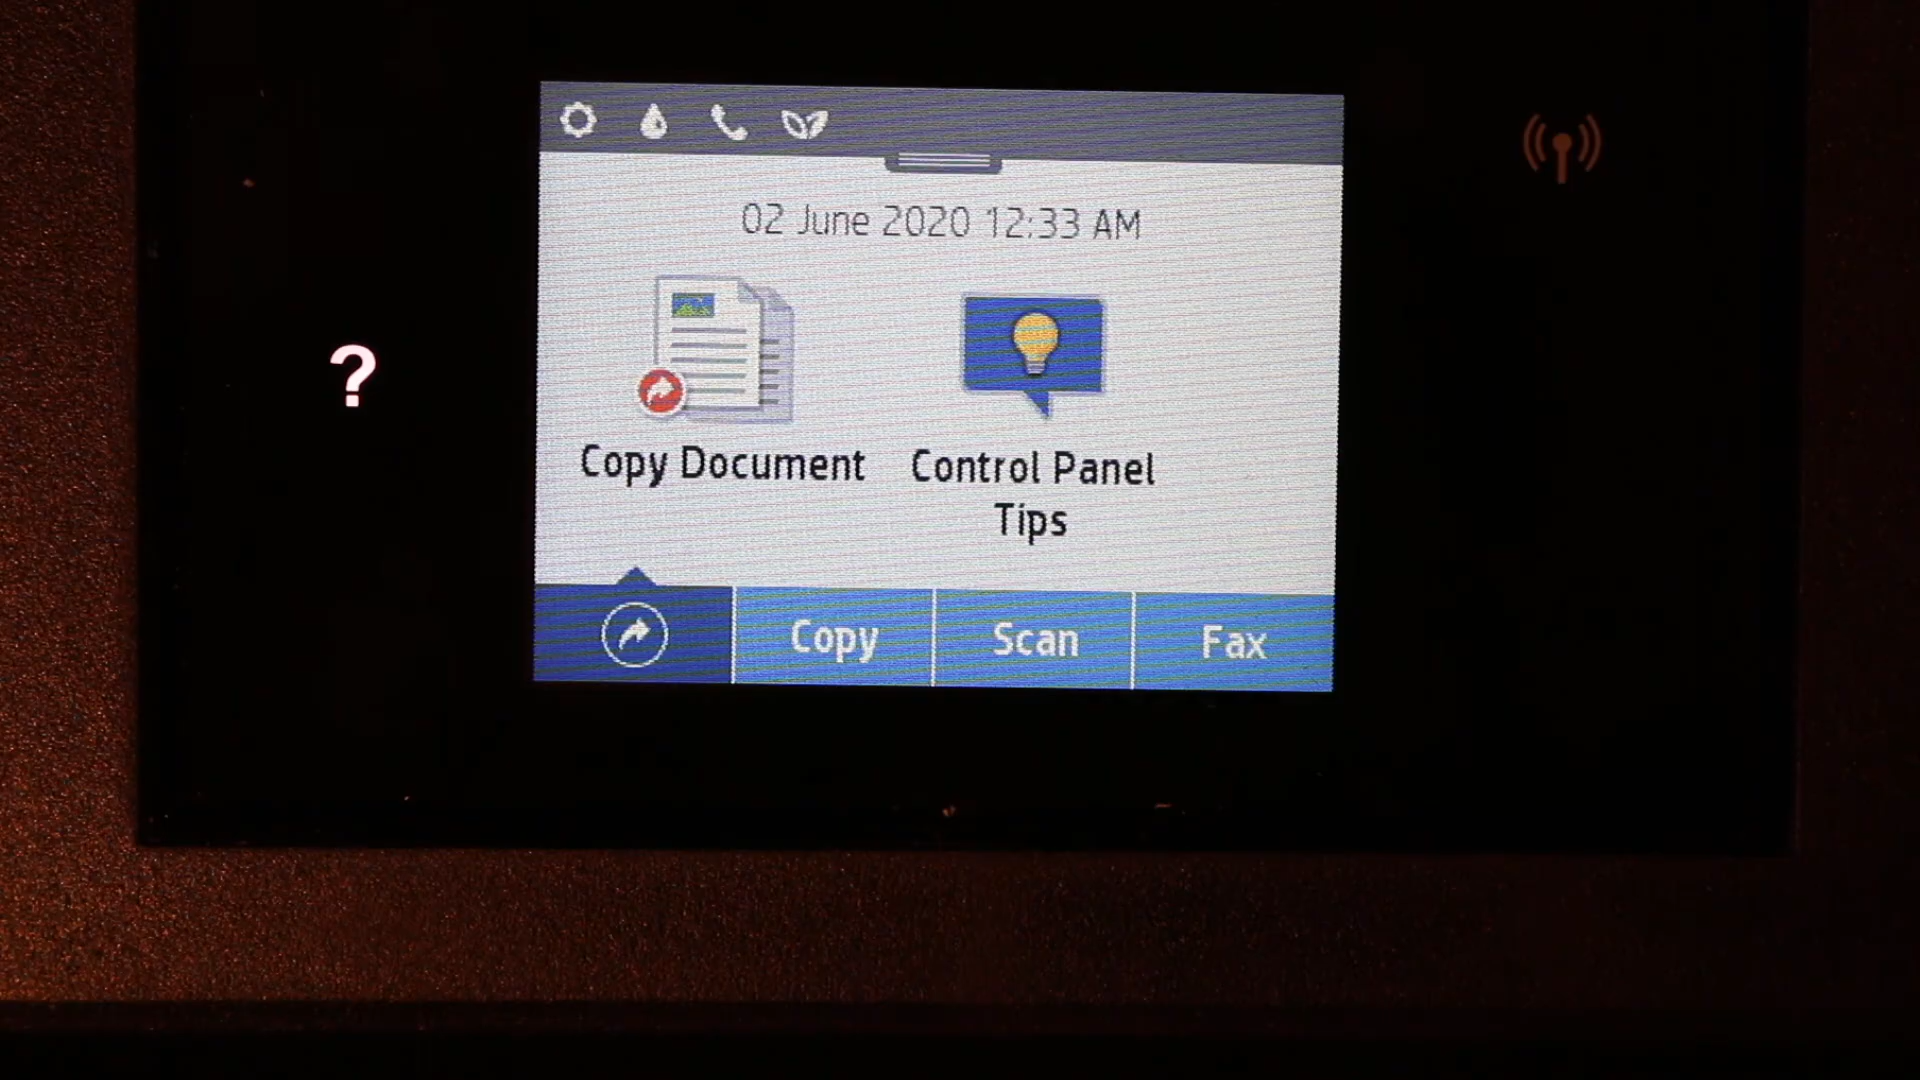 02 June 2020 12:33 AM
?
Copy Document
Control Panel
Tips
Copy
Scan
Fax